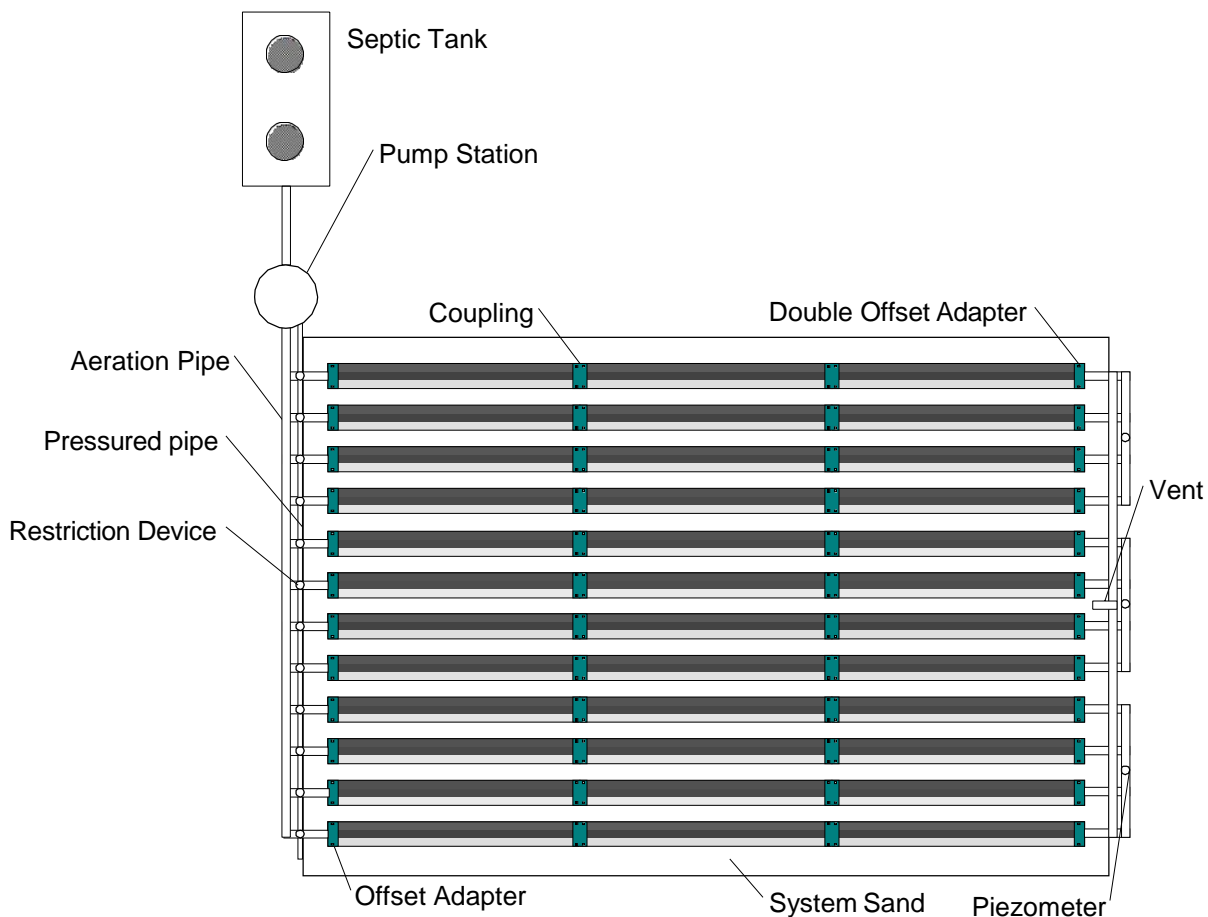 Septic Tank
Pump Station
Coupling
Double Offset Adapter
Aeration Pipe
Pressured pipe
Vent
Restriction Device
Offset Adapter
System Sand
Piezometer